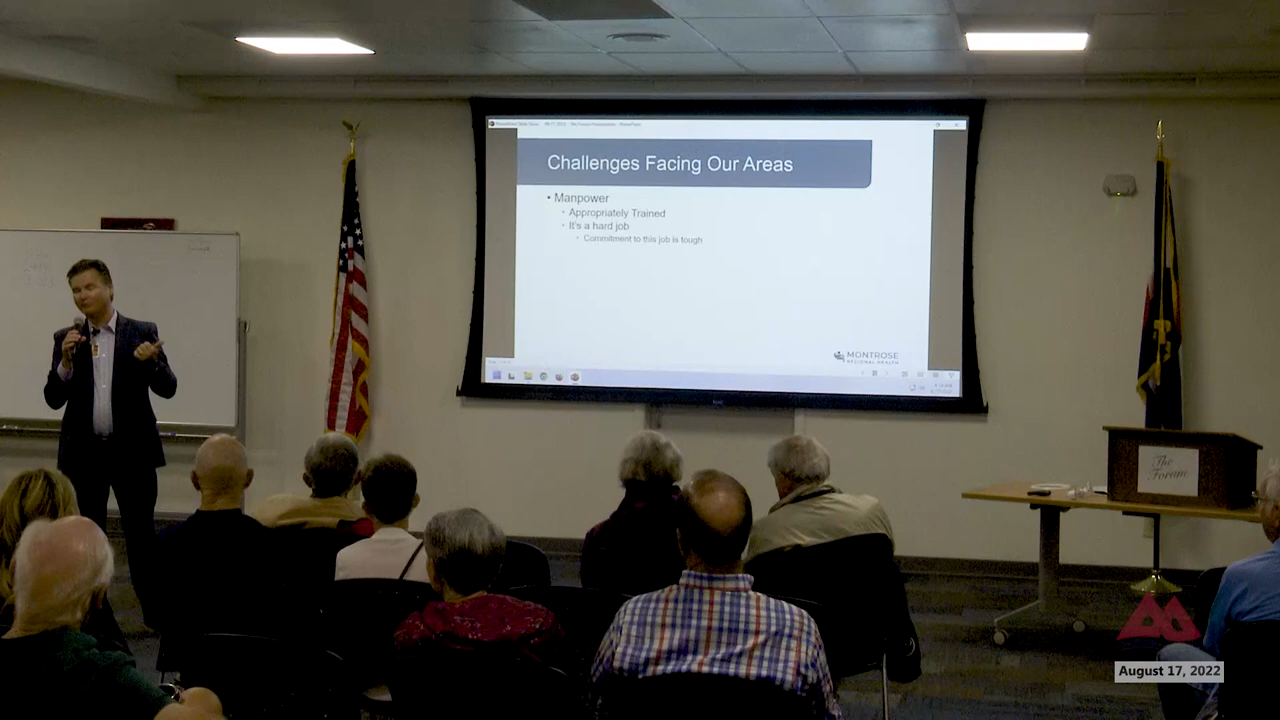 Challenges Facing Our Areas
• Manpower
◦ Appropriately Trained
◦ It's a hard job
◦ Commitment to this job is tough
MONTROSE
REGIONAL HEALTH
The
Forum
August 17, 2022